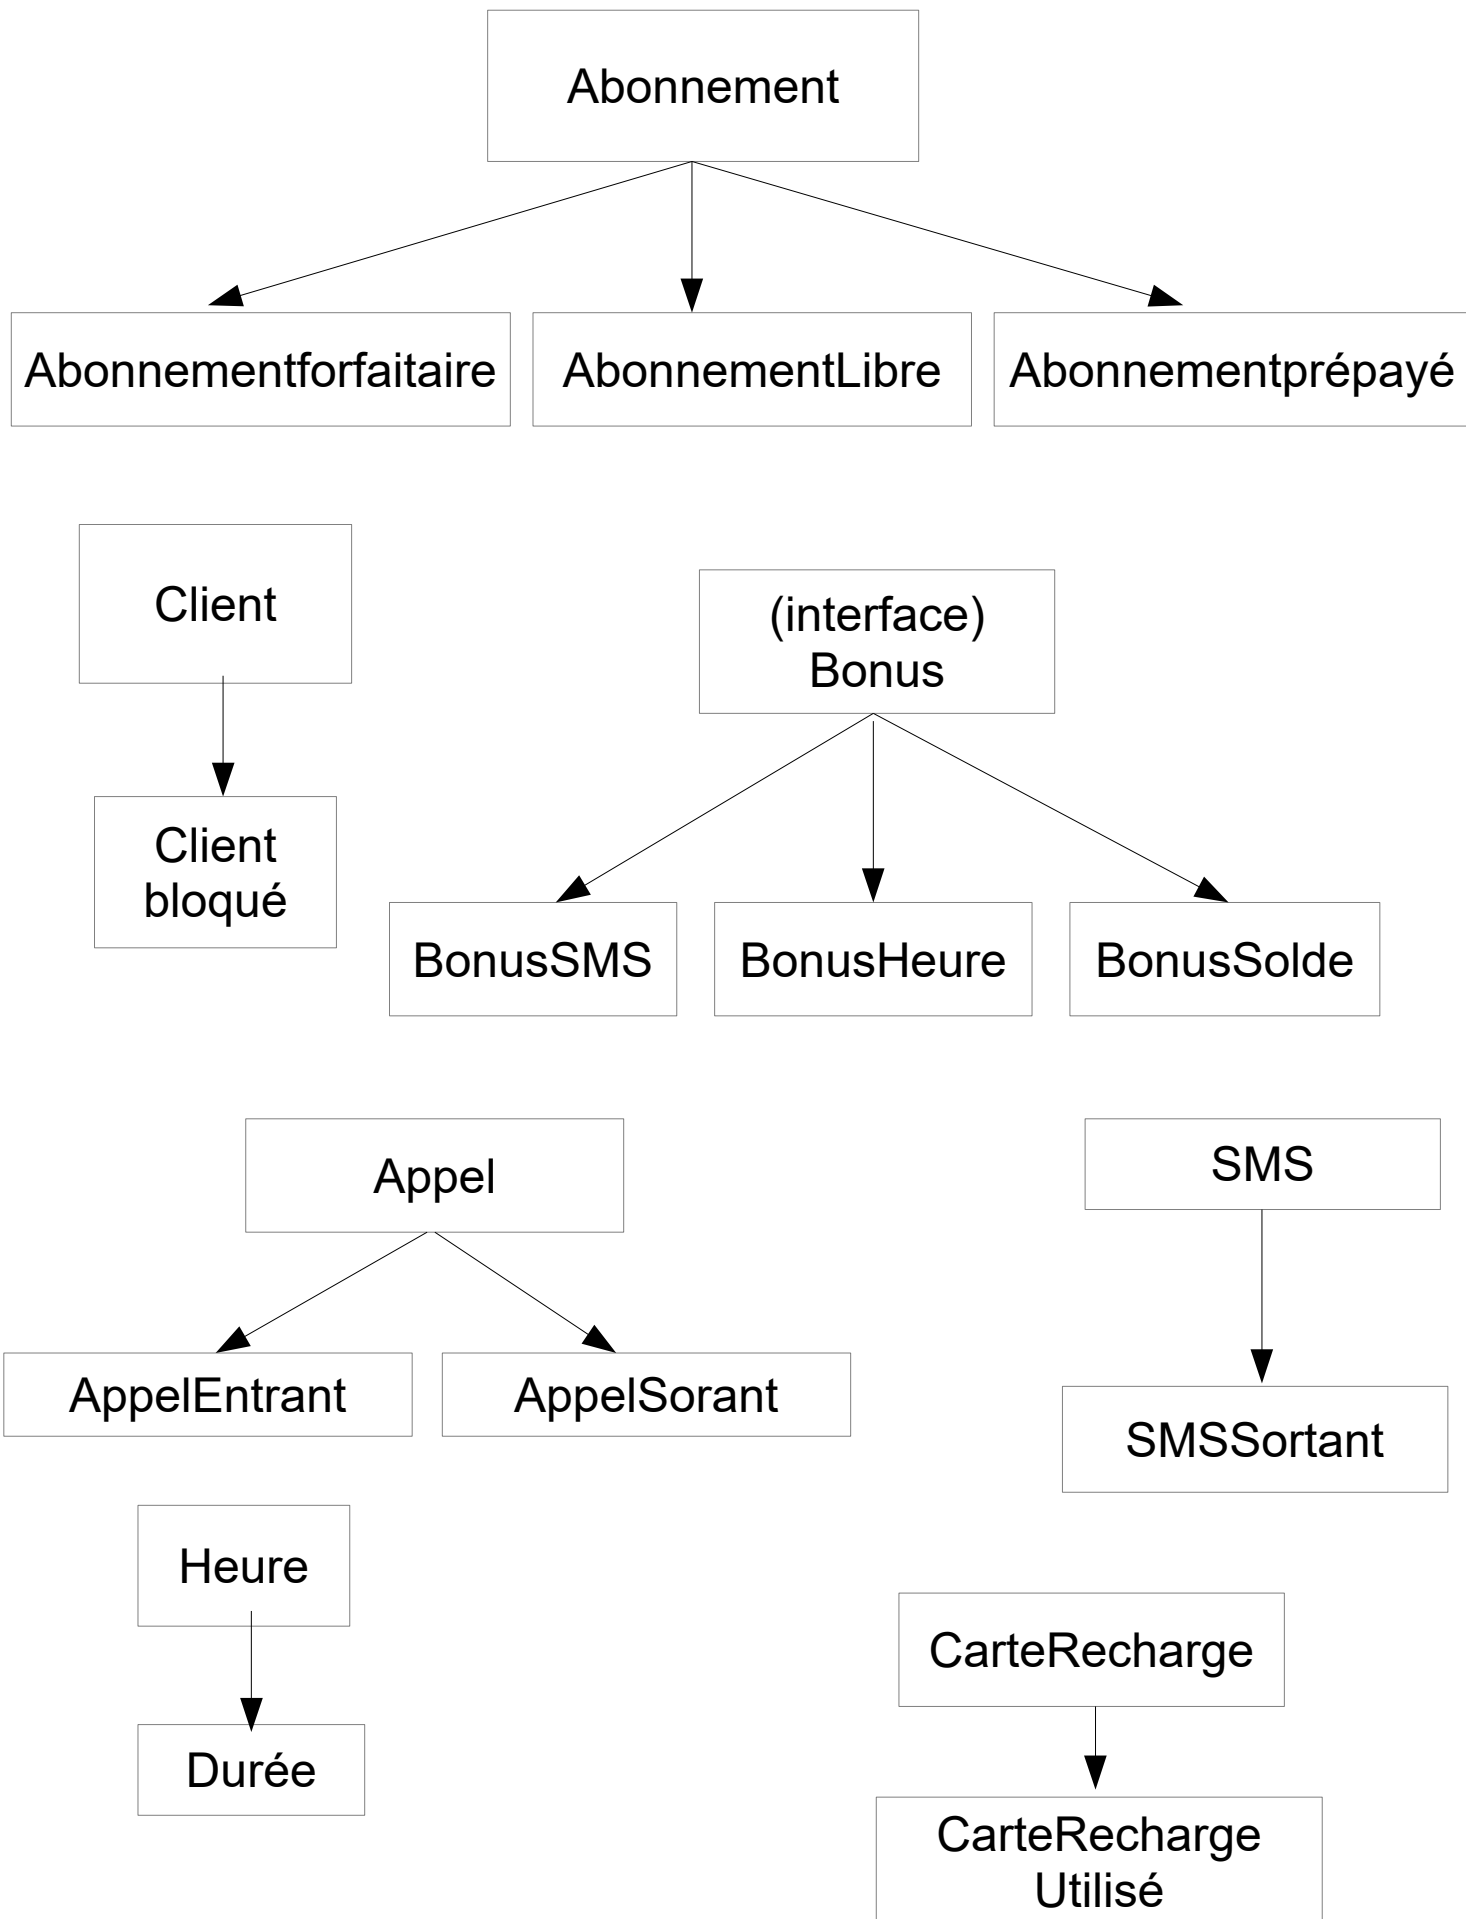 Abonnement
Abonnementforfaitaire
AbonnementLibre
Abonnementprépayé
Client
(interface)
Bonus
Client
bloqué
BonusSMS
BonusHeure
BonusSolde
Appel
SMS
AppelEntrant
AppelSorant
SMSSortant
Heure
CarteRecharge
Durée
CarteRecharge
Utilisé